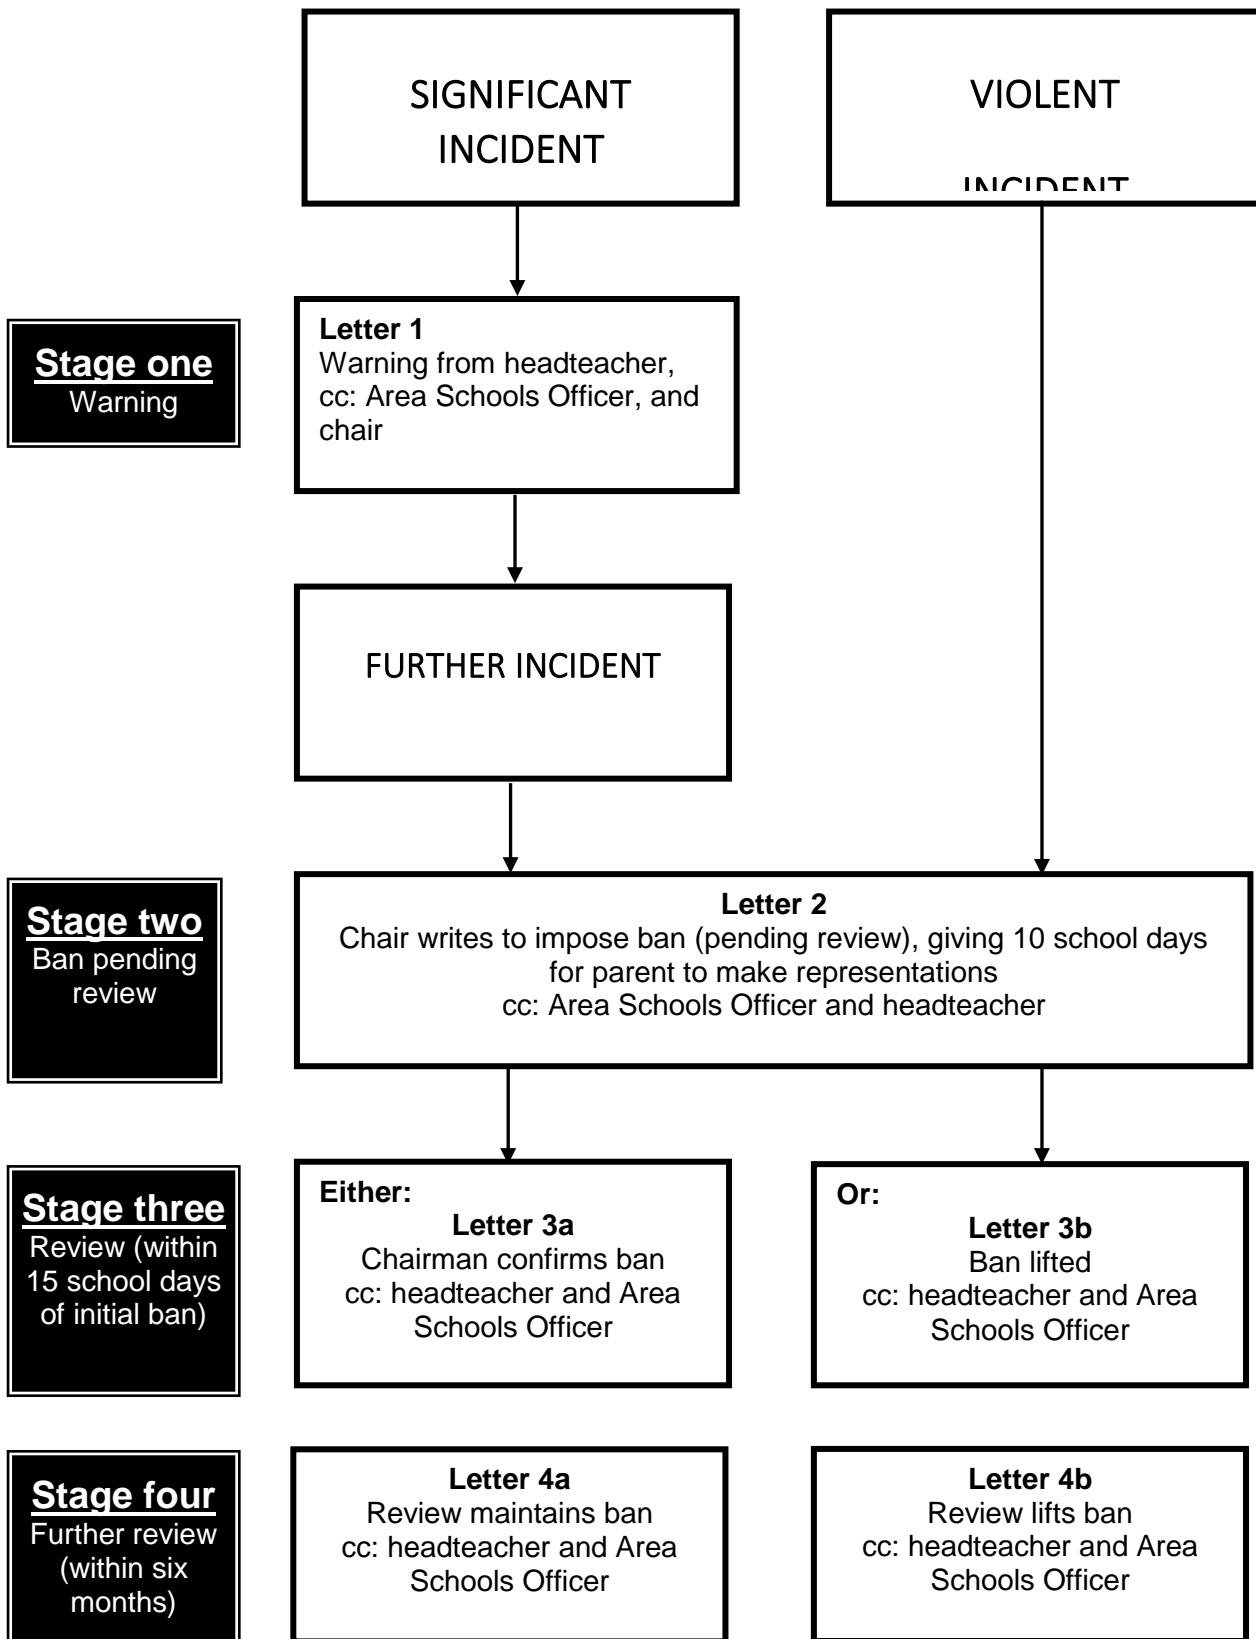 SIGNIFICANT
INCIDENT
VIOLENT
INCIDENT
Stage one
Warning
Letter 1
Warning from headteacher,
cc: Area Schools Officer, and
chair
FURTHER INCIDENT
Stage two
Ban pending
review
Letter 2
Chair writes to impose ban (pending review), giving 10 school days
for parent to make representations
cc: Area Schools Officer and headteacher
Stage three
Review (within
15 school days
of initial ban)
Either:
Letter 3a
Chairman confirms ban
cc: headteacher and Area
Schools Officer
Or:
Letter 3b
Ban lifted
cc: headteacher and Area
Schools Officer
Stage four
Further review
(within six
months)
Letter 4a
Review maintains ban
cc: headteacher and Area
Schools Officer
Letter 4b
Review lifts ban
cc: headteacher and Area
Schools Officer